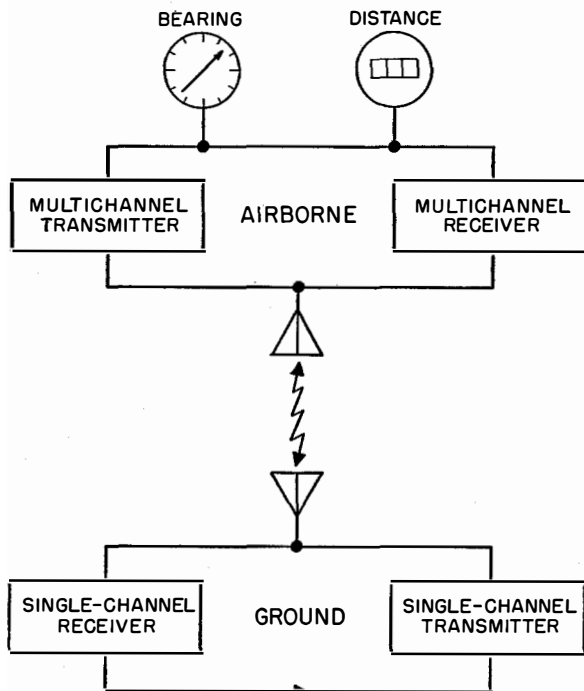 BEARING
DISTANCE
MULTICHANNEL
TRANSMITTER
AIRBORNE
MULTICHANNEL
RECEIVER
SINGLE-CHANNEL
RECEIVER
GROUND
SINGLE-CHANNEL
TRANSMITTER